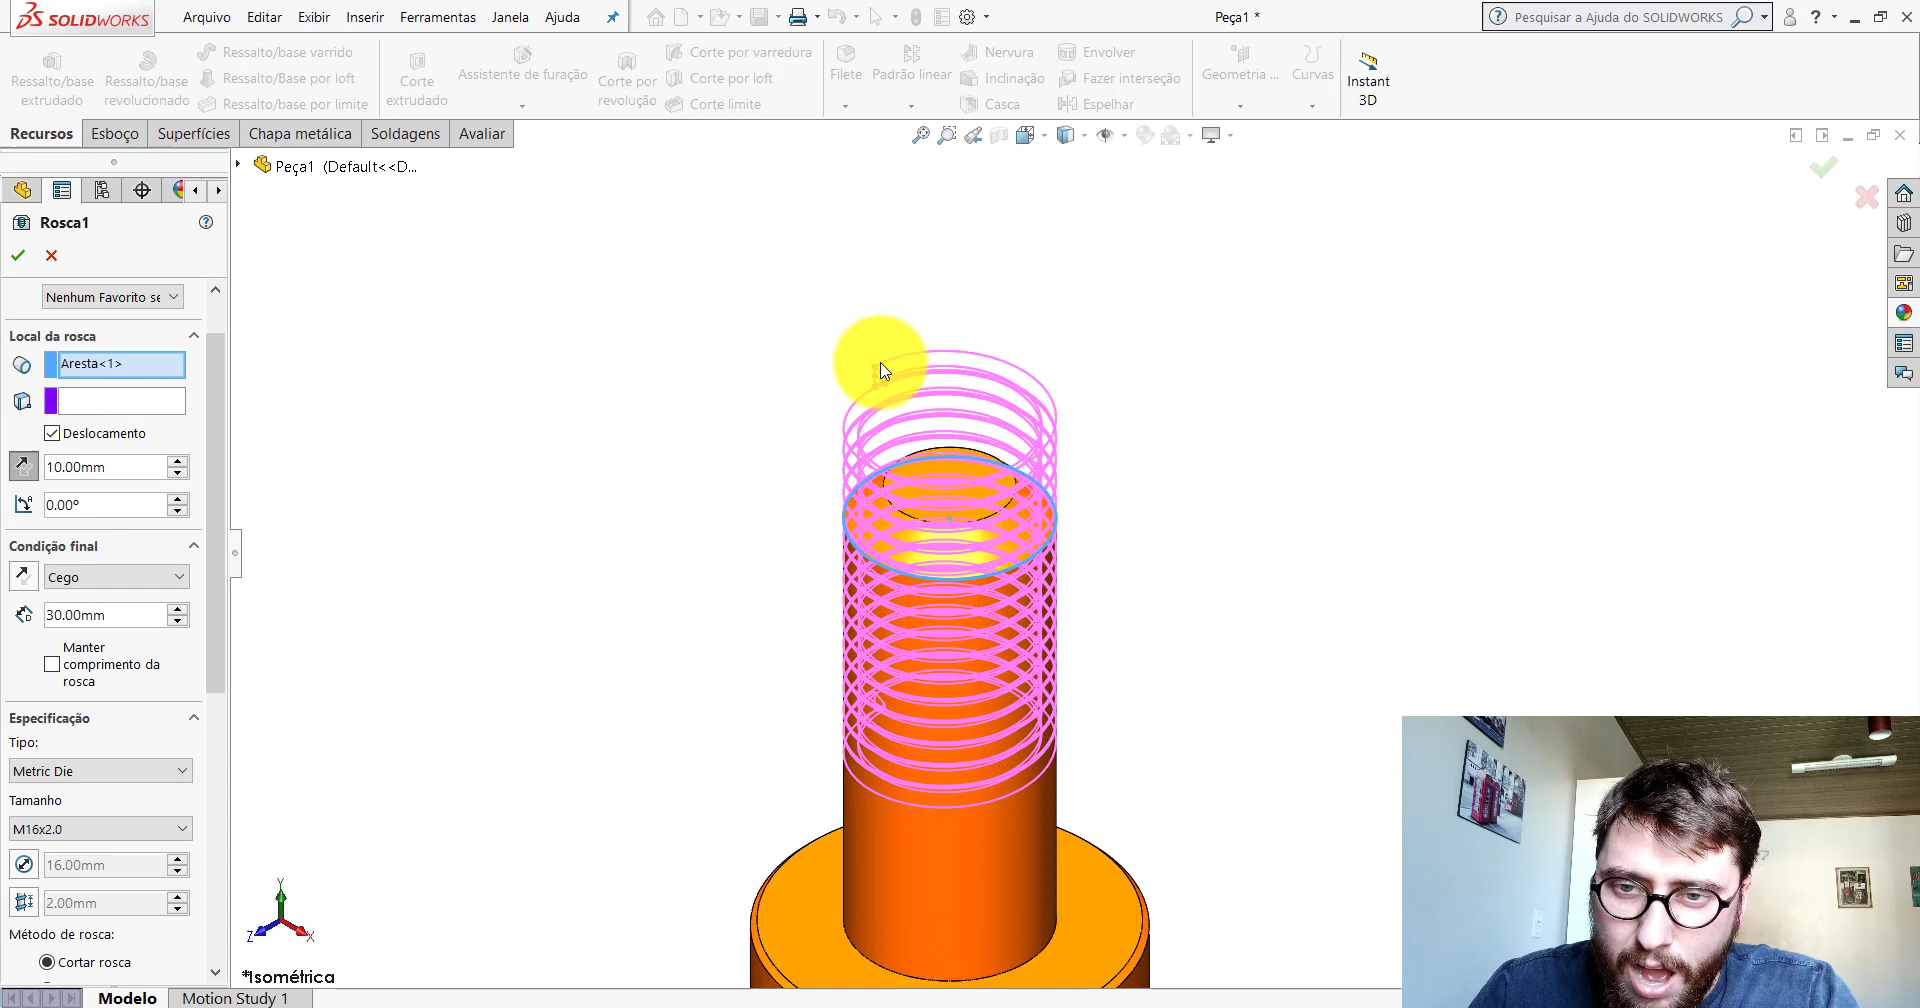 SOLIDWORKS
Arquivo
Editar
Exibir
Inserir
Ferramentas
Janela
Ajuda
Peça1 *
Pesquisar a Ajuda do SOLIDWORKS
Ressalto/base
extrudado
Ressalto/base
revolucionado
Ressalto/base varrido
Ressalto/Base por loft
Ressalto/base por limite
Corte
extrudado
Assistente de furação
Corte por
revolução
Corte por varredura
Corte por loft
Corte limite
Filete
Padrão linear
Nervura
Inclinação
Casca
Envolver
Fazer interseção
Espelhar
Geometria ...
Curvas
Instant
3D
Recursos
Esboço
Superfícies
Chapa metálica
Soldagens
Avaliar
Peça1 (Default<<D...
Rosca1
Nenhum Favorito se
Local da rosca
Aresta<1>
Deslocamento
10.00mm
0.00º
Condição final
Cego
30.00mm
Manter
comprimento da
rosca
Especificação
Tipo:
Metric Die
Tamanho
M16x2.0
16.00mm
2.00mm
Método de rosca:
Cortar rosca
Y
Z
X
*Isométrica
Modelo
Motion Study 1